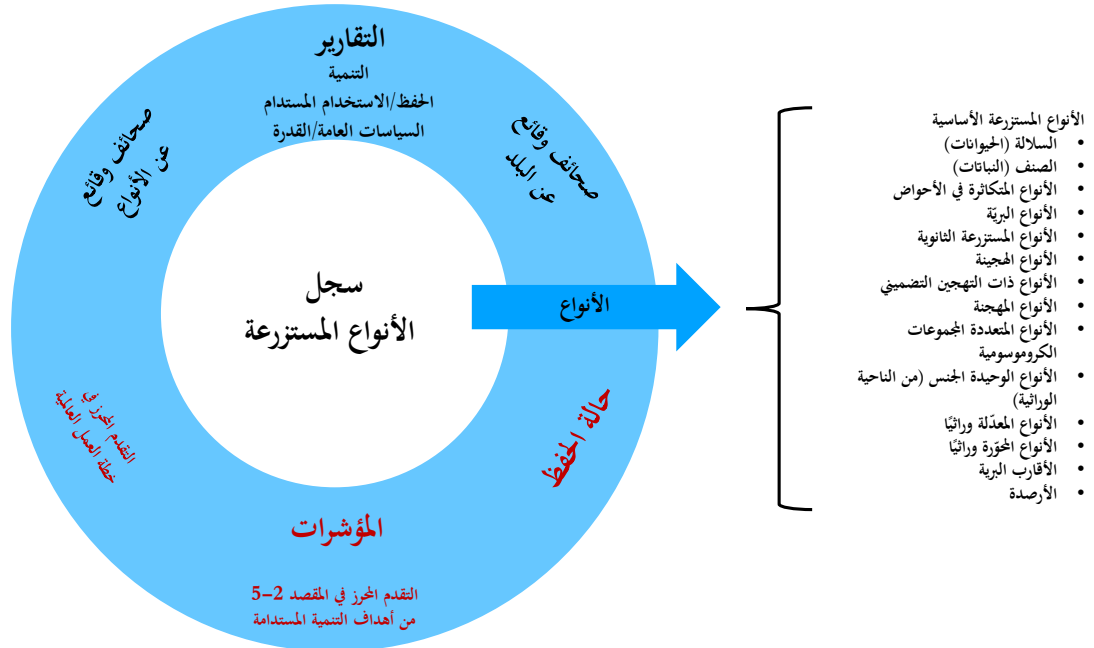 التقارير
التنمية
الحفظ/الاستخدام المستدام
السياسات العامة/القدرة
صحائف وقائع
عن البلد
صحائف وقائع
عن الأنواع
سجل
الأنواع المستزرعة
الأنواع
حالة الحفظ
التقدم المحرز في
خطة العمل العالمية
المؤشرات
التقدم المحرز في المقصد 2–5
من أهداف التنمية المستدامة
الأنواع المستزرعة الأساسية
• السلالة (الحيوانات)
• الصنف (النباتات)
• الأنواع المتكاثرة في الأحواض
• الأنواع البريّة
• الأنواع المستزرعة الثانوية
• الأنواع الهجينة
• الأنواع ذات التهجين التضميني
• الأنواع المهجنة
• الأنواع المتعددة المجموعات
الكروموسومية
• الأنواع الوحيدة الجنس (من الناحية
الوراثية)
• الأنواع المعدّلة وراثيًا
• الأنواع المحوّرة وراثيًا
• الأقارب البرية
• الأرصدة